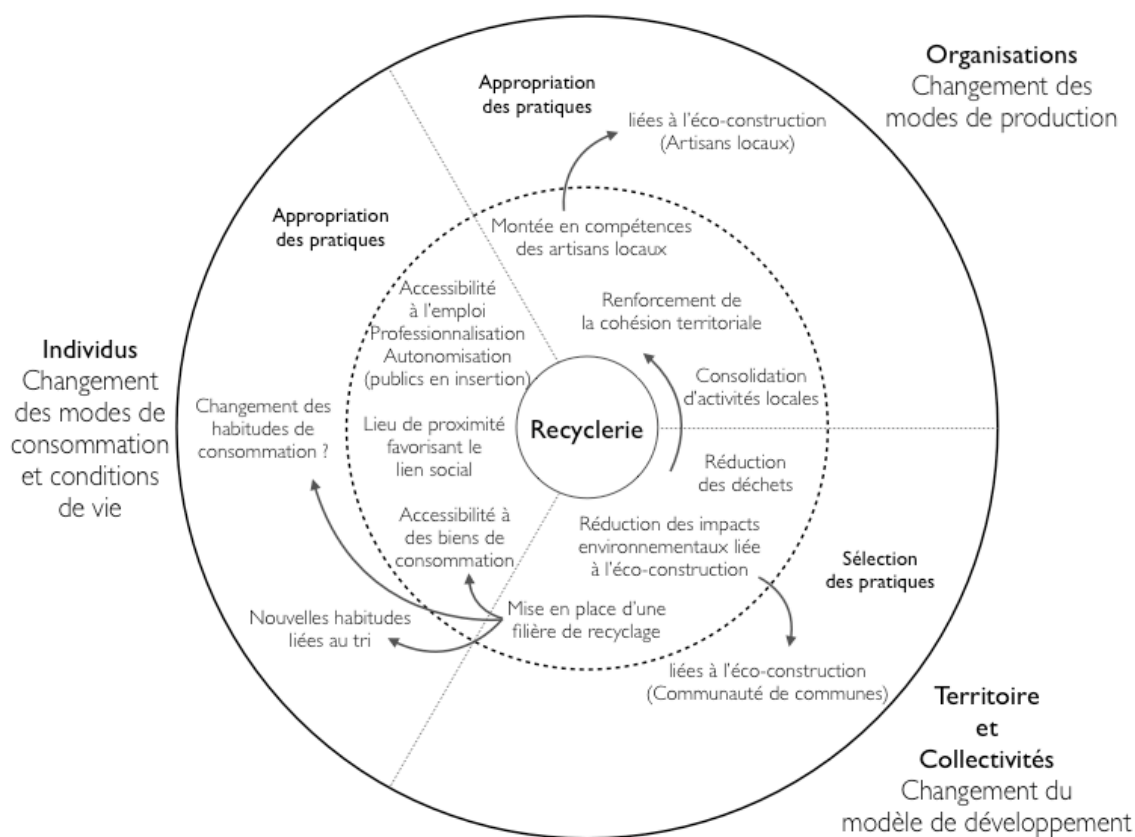 Organisations
Changement des
modes de production
Appropriation
des pratiques
liées à l'éco-construction
(Artisans locaux)
Montée en compétences
des artisans locaux
Renforcement de
la cohésion territoriale
Consolidation
d'activités locales
Appropriation
des pratiques
Accessibilité
à l'emploi
Professionnalisation
Autonomisation
(publics en insertion)
Individus
Changement
des modes de
consommation
et conditions
de vie
Changement des
habitudes de
consommation ?
Lieu de proximité
favorisant le
lien social
Recyclerie
Accessibilité à
des biens de
consommation
Nouvelles habitudes
liées au tri
Réduction
des déchets
Réduction des impacts
environnementaux liée
à l'éco-construction
Mise en place d'une
filière de recyclage
Sélection
des pratiques
liées à l'éco-construction
(Communauté de communes)
Territoire
et
Collectivités
Changement du
modèle de développement